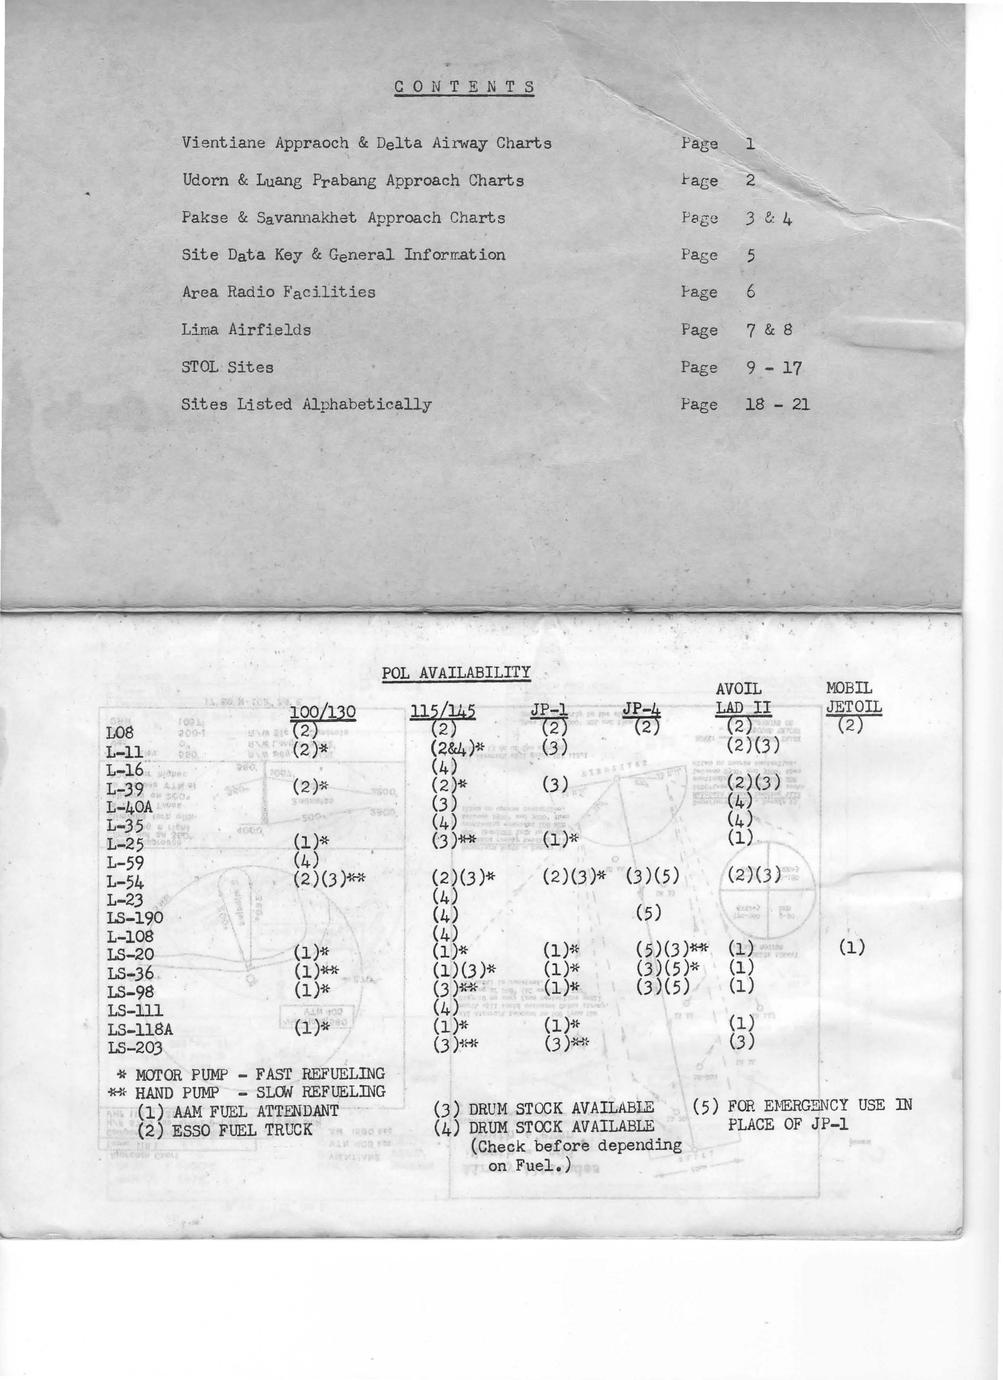 CONTENTS
Vientiane Appraoch & Delta Airway Charts Page 1
Udorn & Luang Prabang Approach Charts Page 2
Pakse & Savannakhet Approach Charts Page 3 & 4
Site Data Key & General Information Page 5
Area Radio Facilities Page 6
Lima Airfields Page 7 & 8
STOL Sites Page 9 - 17
Sites Listed Alphabetically Page 18 - 21
POL AVAILABILITY
AVOIL MOBIL
100/130 115/145 JP-1 JP-4 LAD II JETOIL
L08 (2) (2) (2) (2) (2) (2)
L-11 (2)* (2&4)* (3) (2)(3)
L-16 (4)
L-39 (2)* (2)* (3) (2)(3)
L-40A (3) (4)
L-35 (4) (4)
L-25 (1)* (3)** (1)* (1)
L-59 (4)
L-54 (2)(3)** (2)(3)* (2)(3)* (3)(5) (2)(3)
L-23 (4)
LS-190 (4) (5)
L-108 (4)
LS-20 (1)* (1)* (1)* (5)(3)** (1) (1)
LS-36 (1)** (1)(3)* (1)* (3)(5)* (1)
LS-98 (1)* (3)** (1)* (3)(5) (1)
LS-111 (4)
LS-118A (1)* (1)* (1)* (1)
LS-203 (3)** (3)** (3)
* MOTOR PUMP - FAST REFUELING
** HAND PUMP - SLOW REFUELING
(1) AAM FUEL ATTENDANT (3) DRUM STOCK AVAILABLE (5) FOR EMERGENCY USE IN
(2) ESSO FUEL TRUCK (4) DRUM STOCK AVAILABLE PLACE OF JP-1
(Check before depending
on Fuel.)